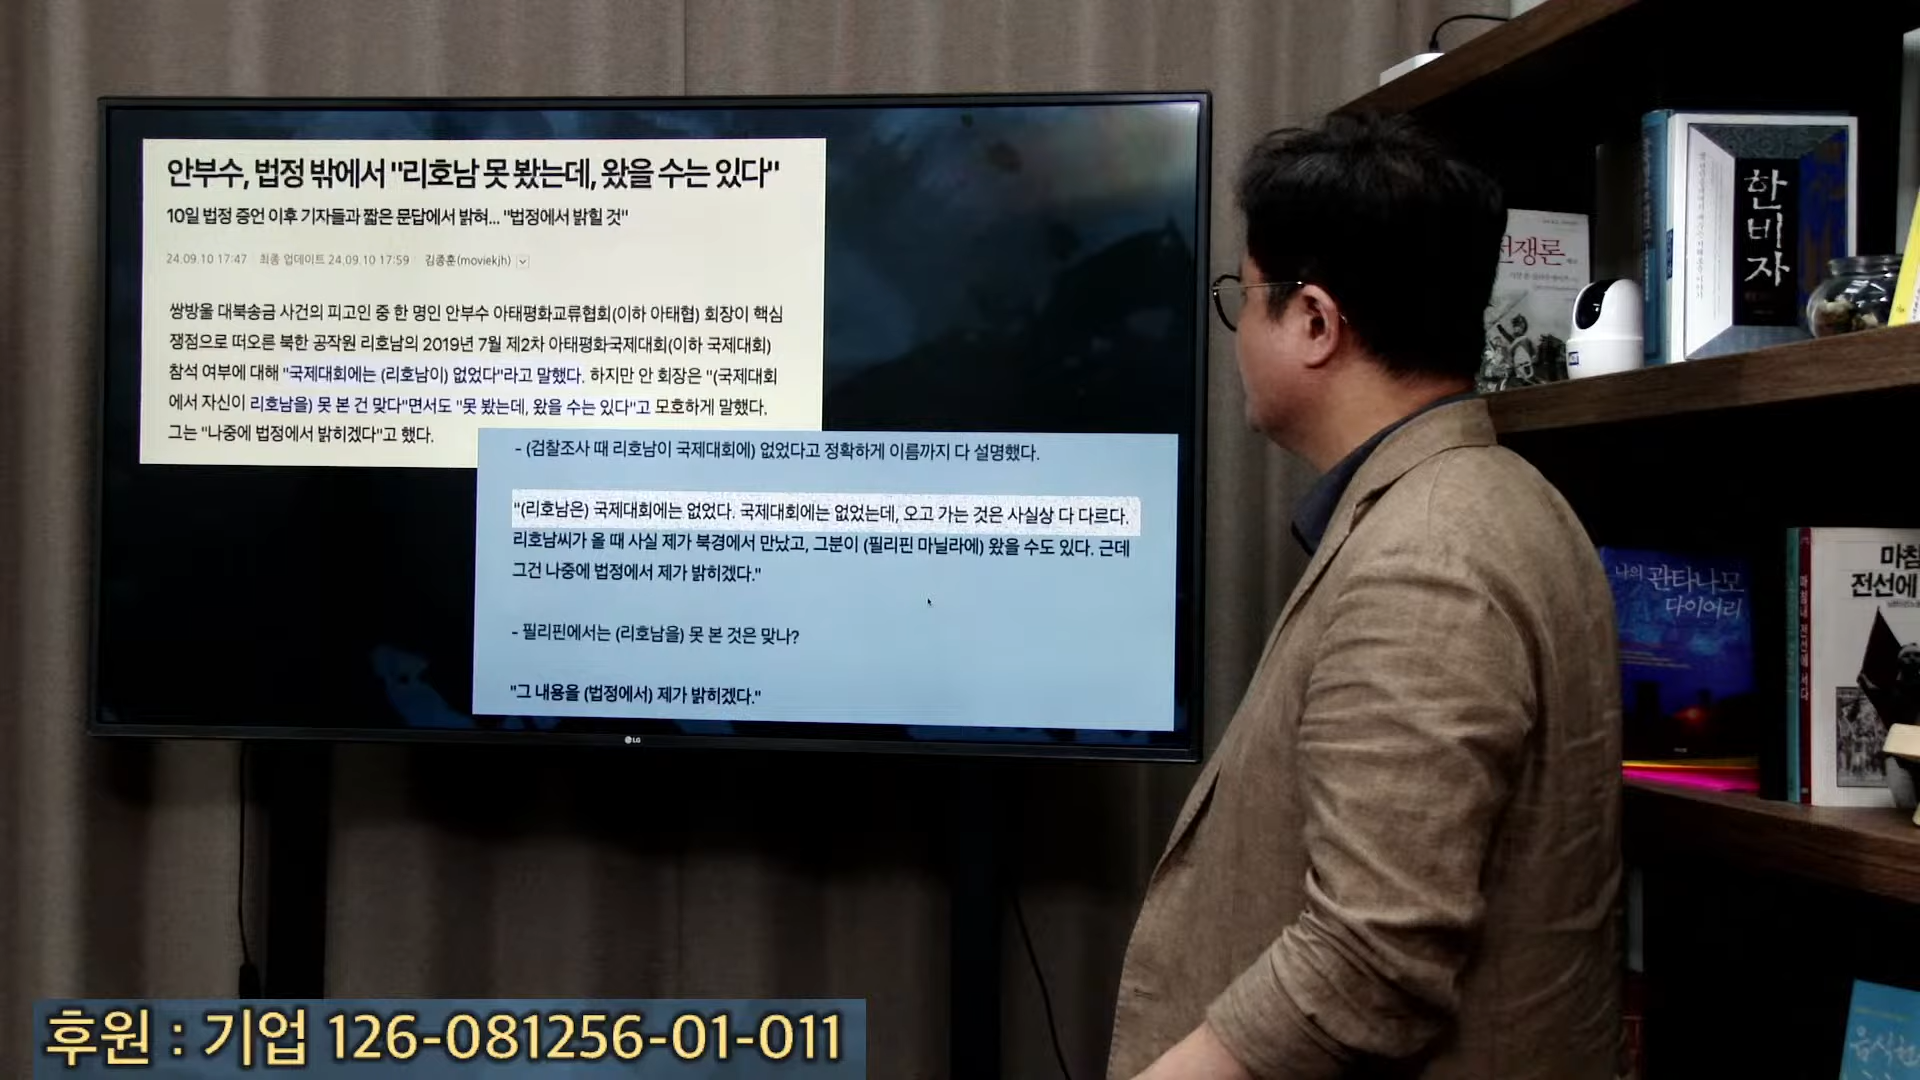 안부수, 법정 밖에서 "리호남 못 봤는데, 왔을 수는 있다"
10일 법정 증언 이후 기자들과 짧은 문답에서 밝혀... "법정에서 밝힐 것"
24.09.10 17:47 최종 업데이트 24.09.10 17:59 김종훈(moviekjh)
쌍방울 대북송금 사건의 피고인 중 한 명인 안부수 아태평화교류협회(이하 아태협) 회장이 핵심
쟁점으로 떠오른 북한 공작원 리호남의 2019년 7월 제2차 아태평화국제대회(이하 국제대회)
참석 여부에 대해 "국제대회에는 (리호남이) 없었다"라고 말했다. 하지만 안 회장은 "(국제대회
에서 자신이 리호남을) 못 본 건 맞다"면서도 "못 봤는데, 왔을 수는 있다"고 모호하게 말했다.
그는 "나중에 법정에서 밝히겠다"고 했다.
- (검찰조사 때 리호남이 국제대회에) 없었다고 정확하게 이름까지 다 설명했다.
"(리호남은) 국제대회에는 없었다. 국제대회에는 없었는데, 오고 가는 것은 사실상 다 다르다.
리호남씨가 올 때 사실 제가 북경에서 만났고, 그분이 (필리핀 마닐라에) 왔을 수도 있다. 근데
그건 나중에 법정에서 제가 밝히겠다."
- 필리핀에서는 (리호남을) 못 본 것은 맞나?
"그 내용을 (법정에서) 제가 밝히겠다."
LG
전쟁론
한비자
나의 관타나모
다이어리
마침
전선에
마침내 전선에 서다
후원 : 기업 126-081256-01-011